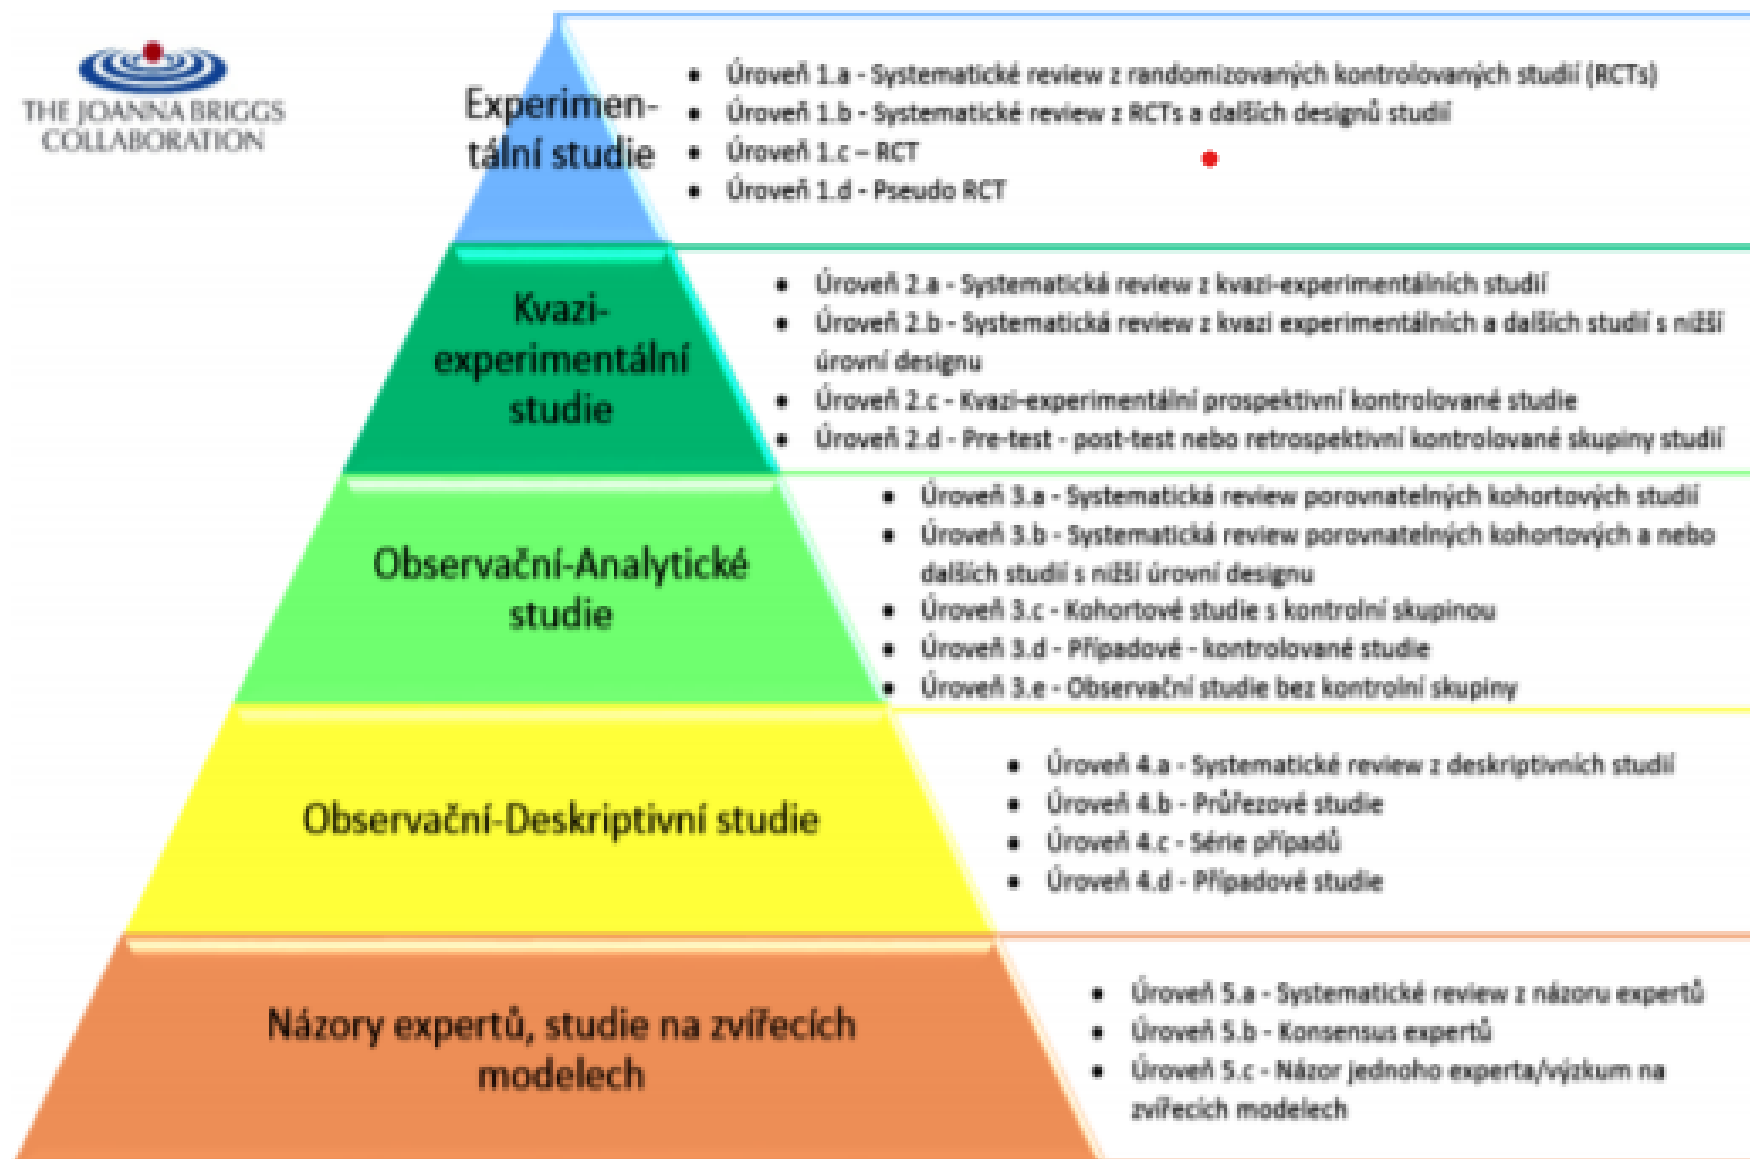 THE JOANNA BRIGGS
COLLABORATION
Experimen-
tální studie
• Úroveň 1.a - Systematické review z randomizovaných kontrolovaných studií (RCTs)
• Úroveň 1.b - Systematické review z RCTs a dalších designů studií
• Úroveň 1.c – RCT
• Úroveň 1.d - Pseudo RCT
Kvazi-
experimentální
studie
• Úroveň 2.a - Systematická review z kvazi-experimentálních studií
• Úroveň 2.b - Systematická review z kvazi experimentálních a dalších studií s nižší
úrovní designu
• Úroveň 2.c - Kvazi-experimentální prospektivní kontrolované studie
• Úroveň 2.d - Pre-test - post-test nebo retrospektivní kontrolované skupiny studií
Observační-Analytické
studie
• Úroveň 3.a - Systematická review porovnatelných kohortových studií
• Úroveň 3.b - Systematická review porovnatelných kohortových a nebo
dalších studií s nižší úrovní designu
• Úroveň 3.c - Kohortové studie s kontrolní skupinou
• Úroveň 3.d - Případové - kontrolované studie
• Úroveň 3.e - Observační studie bez kontrolní skupiny
Observační-Deskriptivní studie
• Úroveň 4.a - Systematické review z deskriptivních studií
• Úroveň 4.b - Průřezové studie
• Úroveň 4.c - Série případů
• Úroveň 4.d - Případové studie
Názory expertů, studie na zvířecích
modelech
• Úroveň 5.a - Systematické review z názoru expertů
• Úroveň 5.b - Konsensus expertů
• Úroveň 5.c - Názor jednoho experta/výzkum na
zvířecích modelech